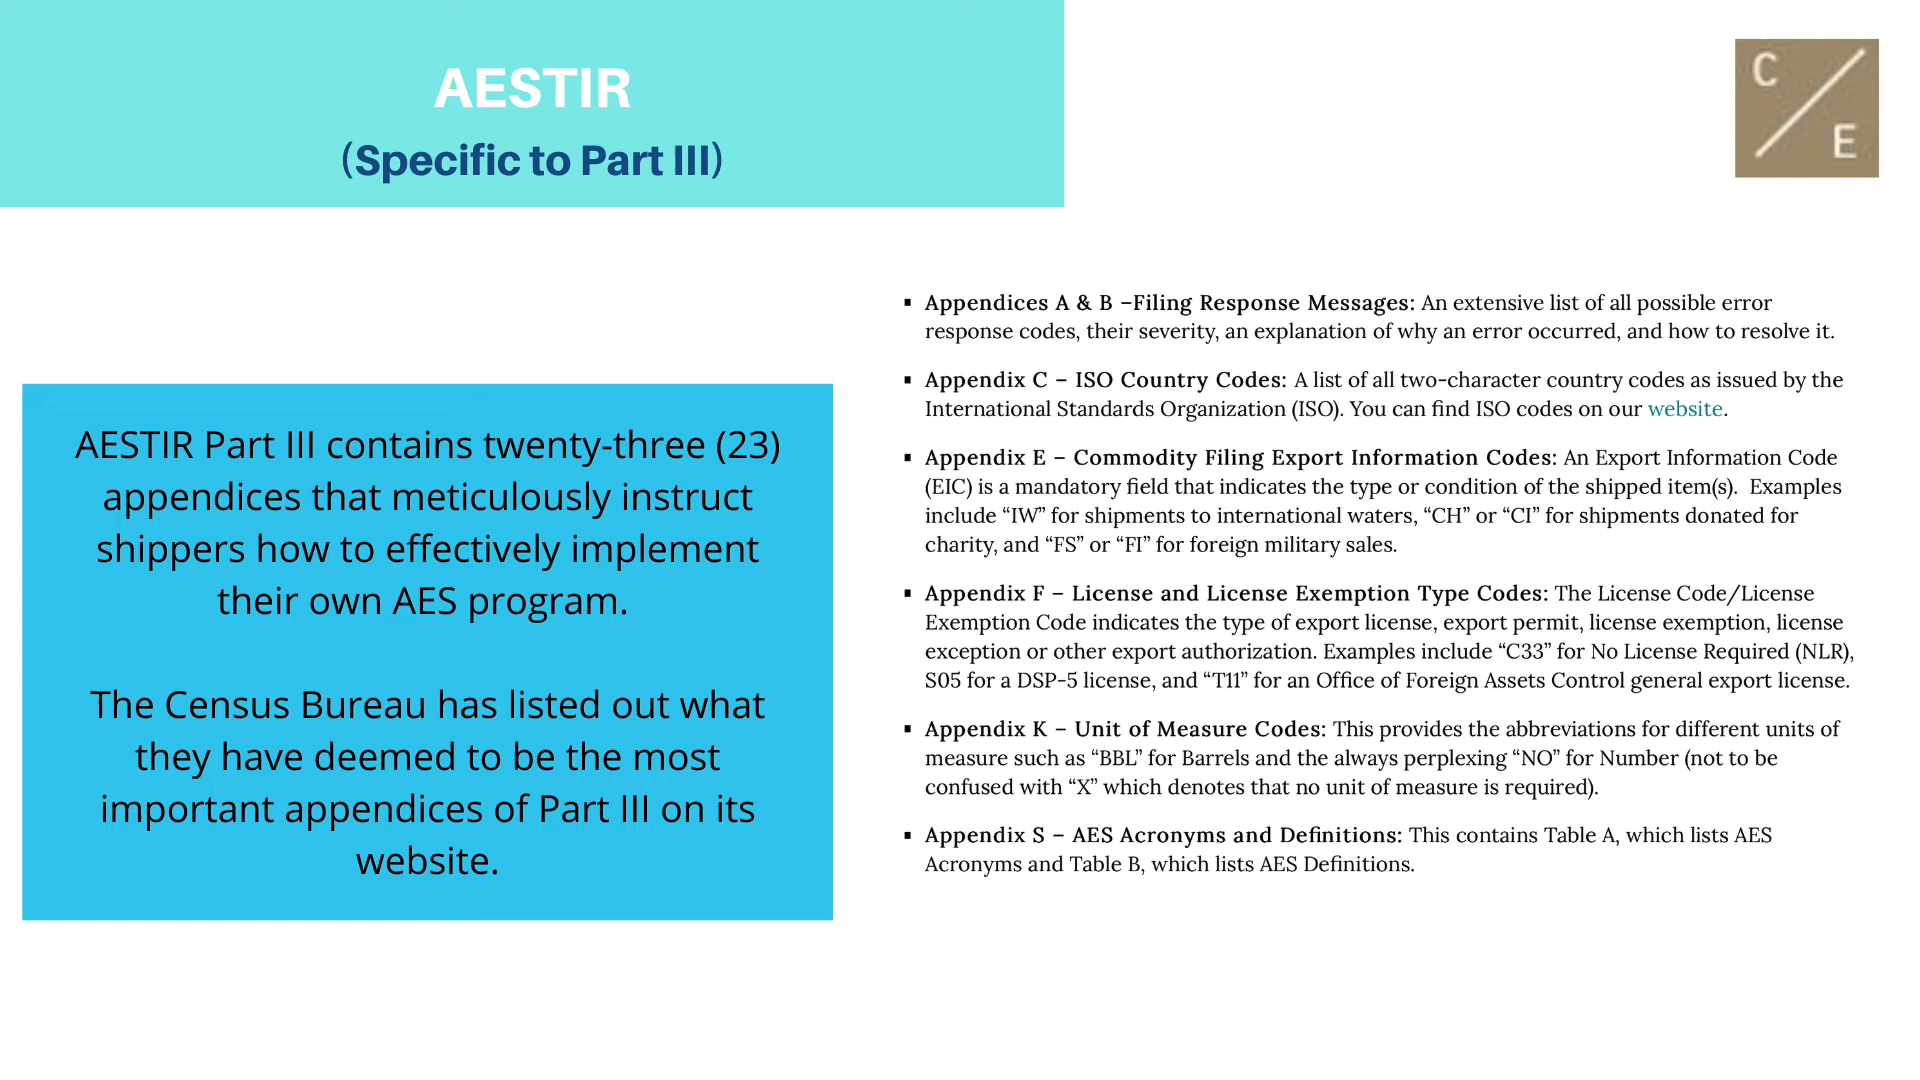 AESTIR
(Specific to Part III)
C
E
AESTIR Part III contains twenty-three (23)
appendices that meticulously instruct
shippers how to effectively implement
their own AES program.
The Census Bureau has listed out what
they have deemed to be the most
important appendices of Part III on its
website.
▪ Appendices A & B –Filing Response Messages: An extensive list of all possible error
response codes, their severity, an explanation of why an error occurred, and how to resolve it.
▪ Appendix C – ISO Country Codes: A list of all two-character country codes as issued by the
International Standards Organization (ISO). You can find ISO codes on our website.
▪ Appendix E – Commodity Filing Export Information Codes: An Export Information Code
(EIC) is a mandatory field that indicates the type or condition of the shipped item(s).  Examples
include “IW” for shipments to international waters, “CH” or “CI” for shipments donated for
charity, and “FS” or “FI” for foreign military sales.
▪ Appendix F – License and License Exemption Type Codes: The License Code/License
Exemption Code indicates the type of export license, export permit, license exemption, license
exception or other export authorization. Examples include “C33” for No License Required (NLR),
S05 for a DSP-5 license, and “T11” for an Office of Foreign Assets Control general export license.
▪ Appendix K – Unit of Measure Codes: This provides the abbreviations for different units of
measure such as “BBL” for Barrels and the always perplexing “NO” for Number (not to be
confused with “X” which denotes that no unit of measure is required).
▪ Appendix S – AES Acronyms and Definitions: This contains Table A, which lists AES
Acronyms and Table B, which lists AES Definitions.